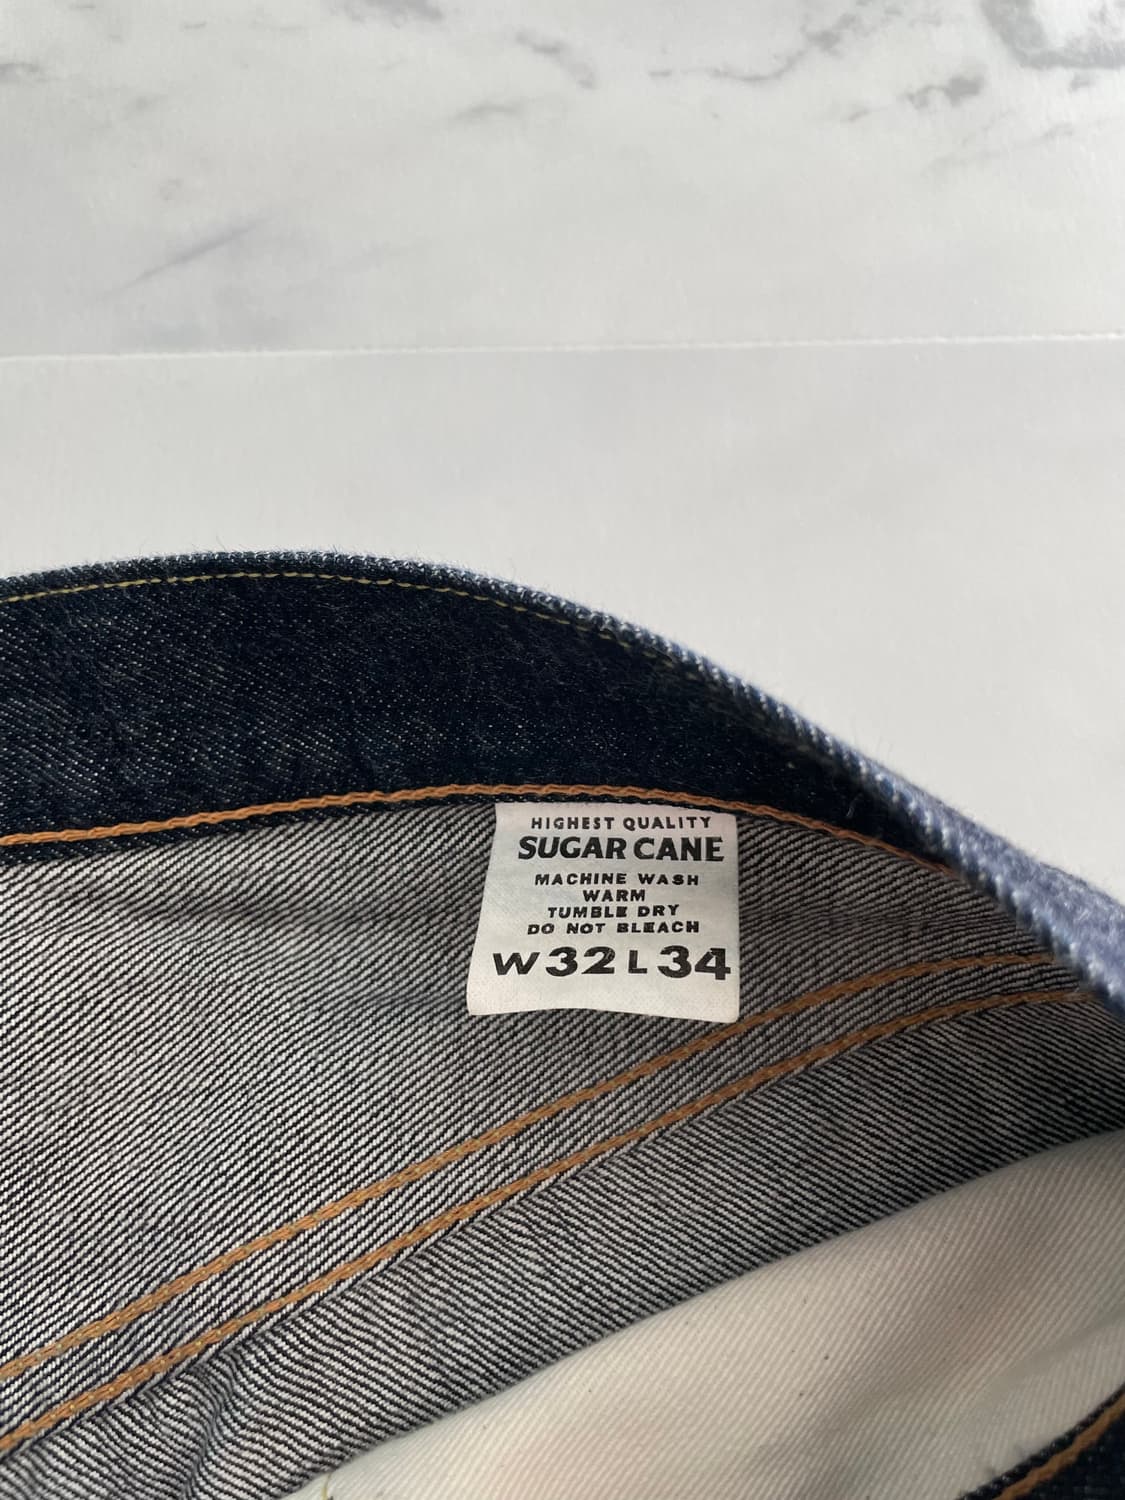 HIGHEST QUALITY
SUGAR CANE
MACHINE WASH
WARM
TUMBLE DRY
DO NOT BLEACH
W32L34